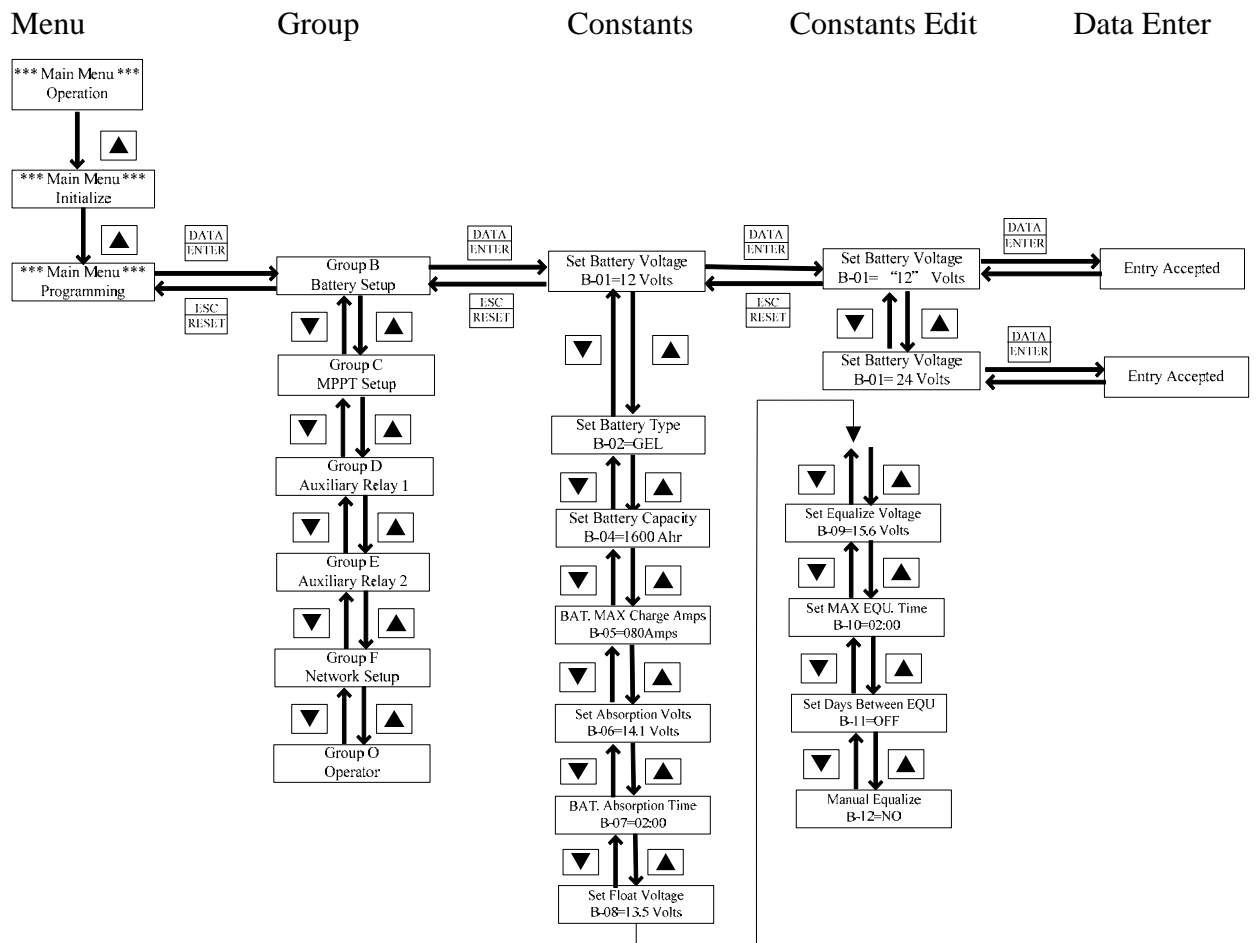 Menu
Group
Constants
Constants Edit
Data Enter
*** Main Menu ***
Operation
*** Main Menu ***
Initialize
*** Main Menu ***
Programming
DATA
ENTER
ESC
RESET
Group B
Battery Setup
Group C
MPPT Setup
Group D
Auxiliary Relay 1
Group E
Auxiliary Relay 2
Group F
Network Setup
Group O
Operator
DATA
ENTER
ESC
RESET
Set Battery Voltage
B-01=12 Volts
Set Battery Type
B-02=GEL
Set Battery Capacity
B-04=1600 Ahr
BAT. MAX Charge Amps
B-05=080Amps
Set Absorption Volts
B-06=14.1 Volts
BAT. Absorption Time
B-07=02:00
Set Float Voltage
B-08=13.5 Volts
DATA
ENTER
ESC
RESET
Set Battery Voltage
B-01= “12” Volts
Set Battery Voltage
B-01= 24 Volts
Set Equalize Voltage
B-09=15.6 Volts
Set MAX EQU. Time
B-10=02:00
Set Days Between EQU
B-11=OFF
Manual Equalize
B-12=NO
DATA
ENTER
Entry Accepted
DATA
ENTER
Entry Accepted